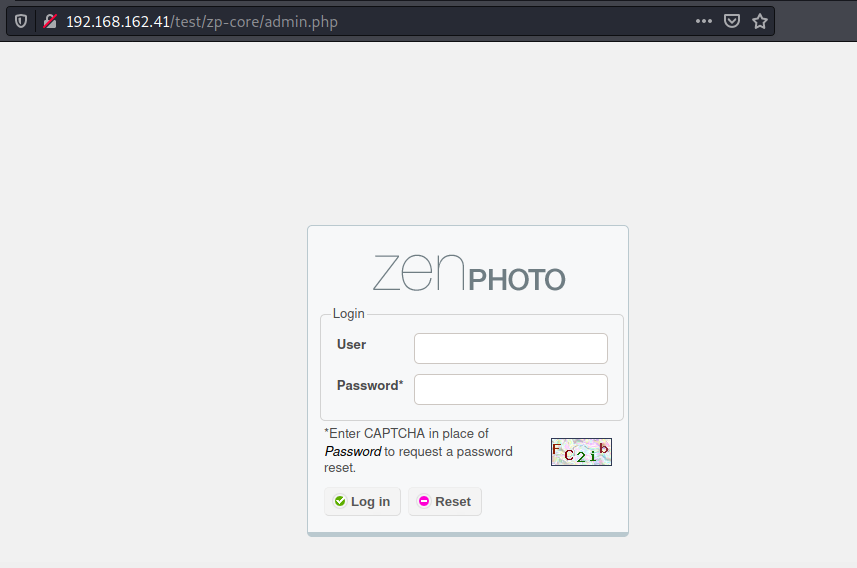 192.168.162.41/test/zp-core/admin.php
zenPHOTO
Login
User
Password*
*Enter CAPTCHA in place of
Password to request a password
reset.
FC2ib
Log in
Reset